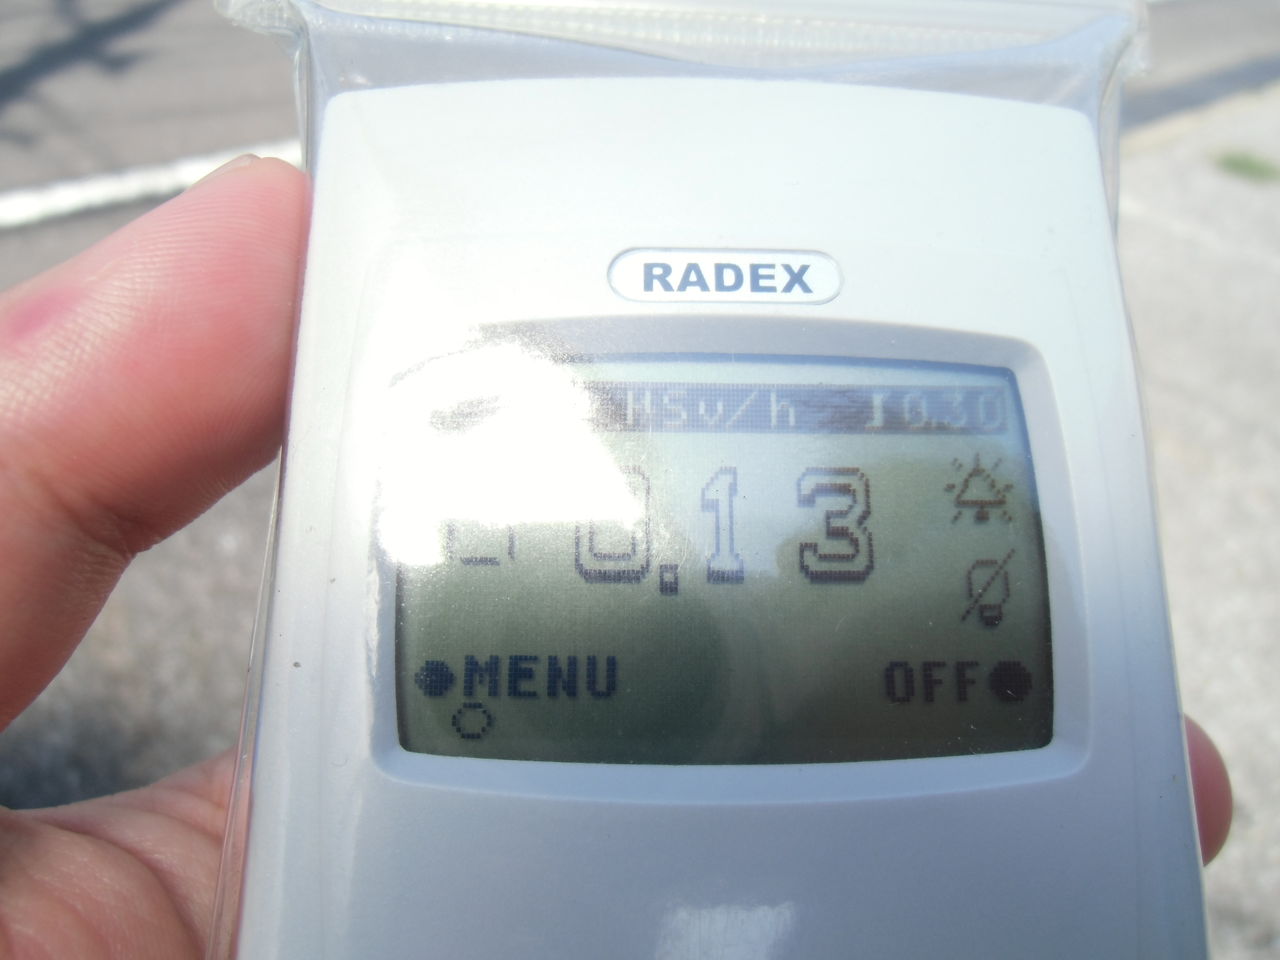 RADEX
µSv/h 0.30
0.13
MENU OFF